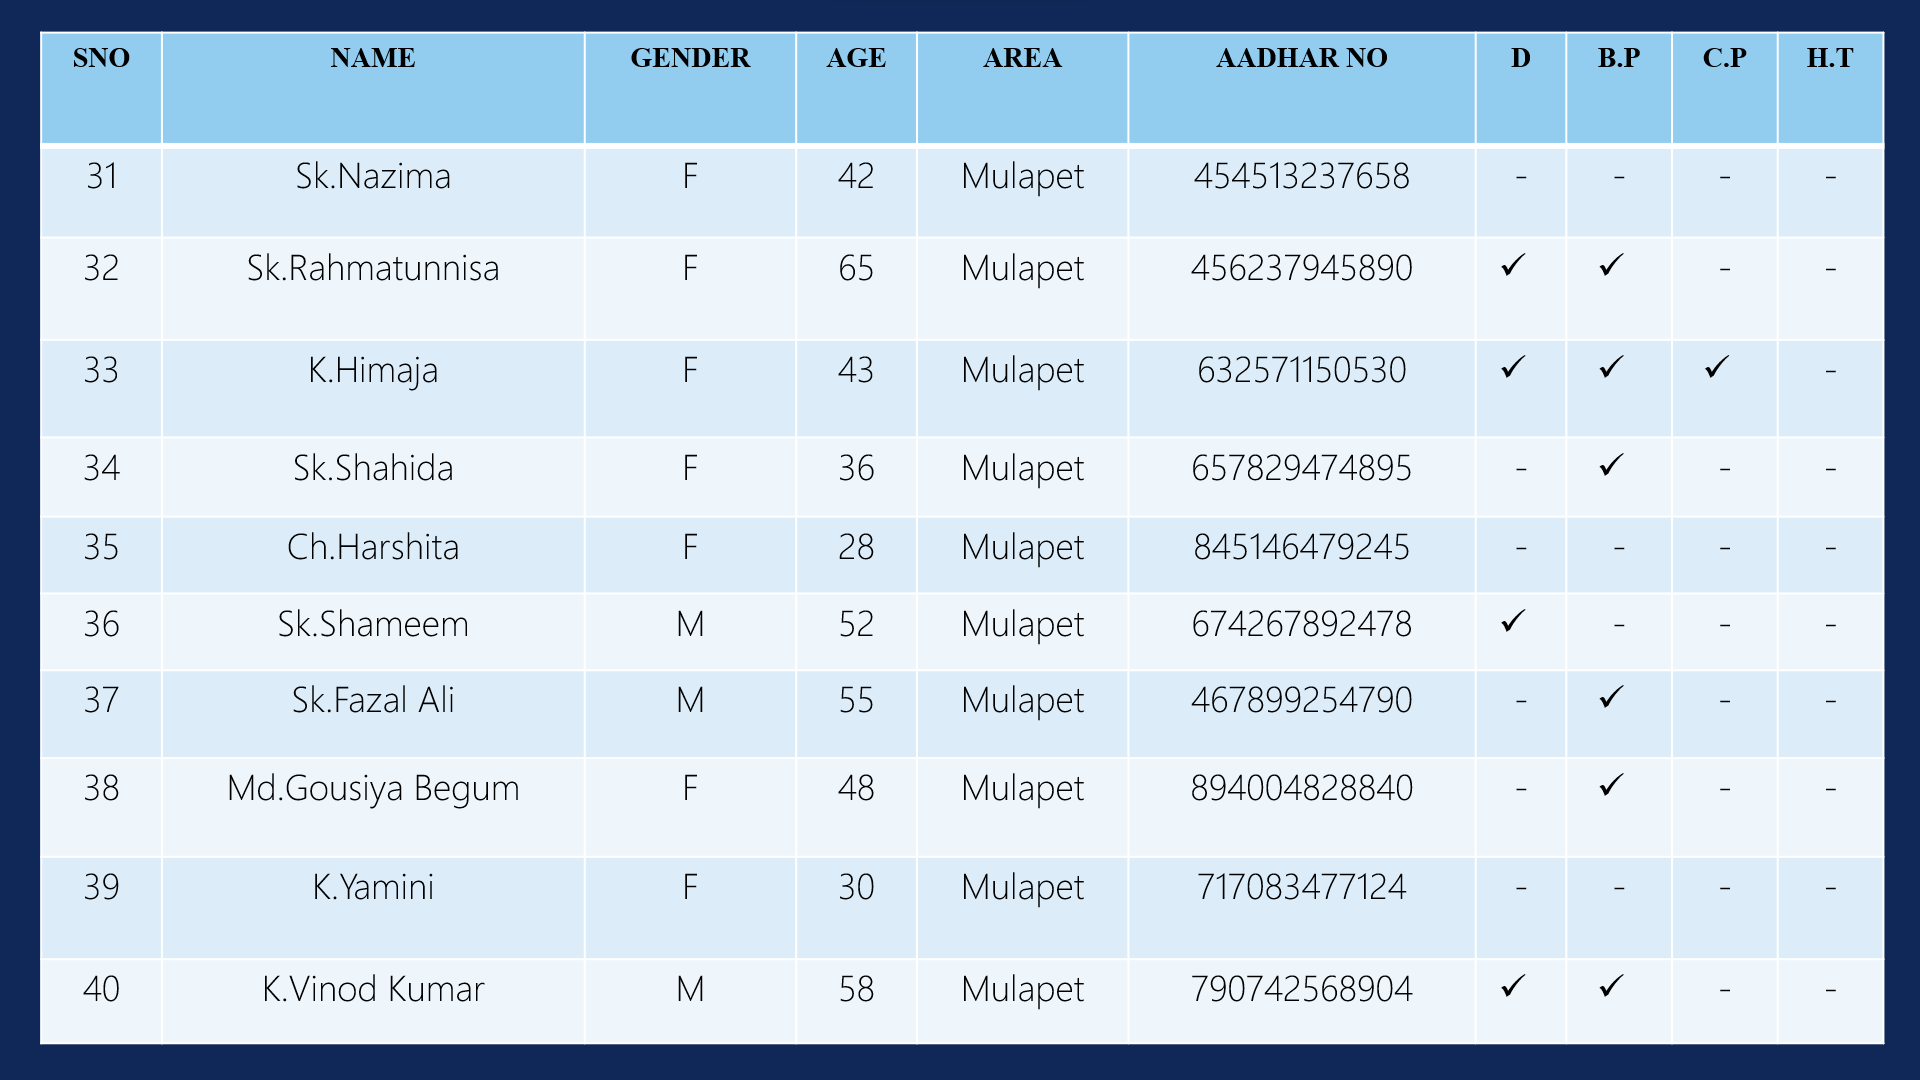 SNO NAME GENDER AGE AREA AADHAR NO D B.P C.P H.T
31 Sk.Nazima F 42 Mulapet 454513237658 - - - -
32 Sk.Rahmatunnisa F 65 Mulapet 456237945890 ✓ ✓ - -
33 K.Himaja F 43 Mulapet 632571150530 ✓ ✓ ✓ -
34 Sk.Shahida F 36 Mulapet 657829474895 - ✓ - -
35 Ch.Harshita F 28 Mulapet 845146479245 - - - -
36 Sk.Shameem M 52 Mulapet 674267892478 ✓ - - -
37 Sk.Fazal Ali M 55 Mulapet 467899254790 - ✓ - -
38 Md.Gousiya Begum F 48 Mulapet 894004828840 - ✓ - -
39 K.Yamini F 30 Mulapet 717083477124 - - - -
40 K.Vinod Kumar M 58 Mulapet 790742568904 ✓ ✓ - -